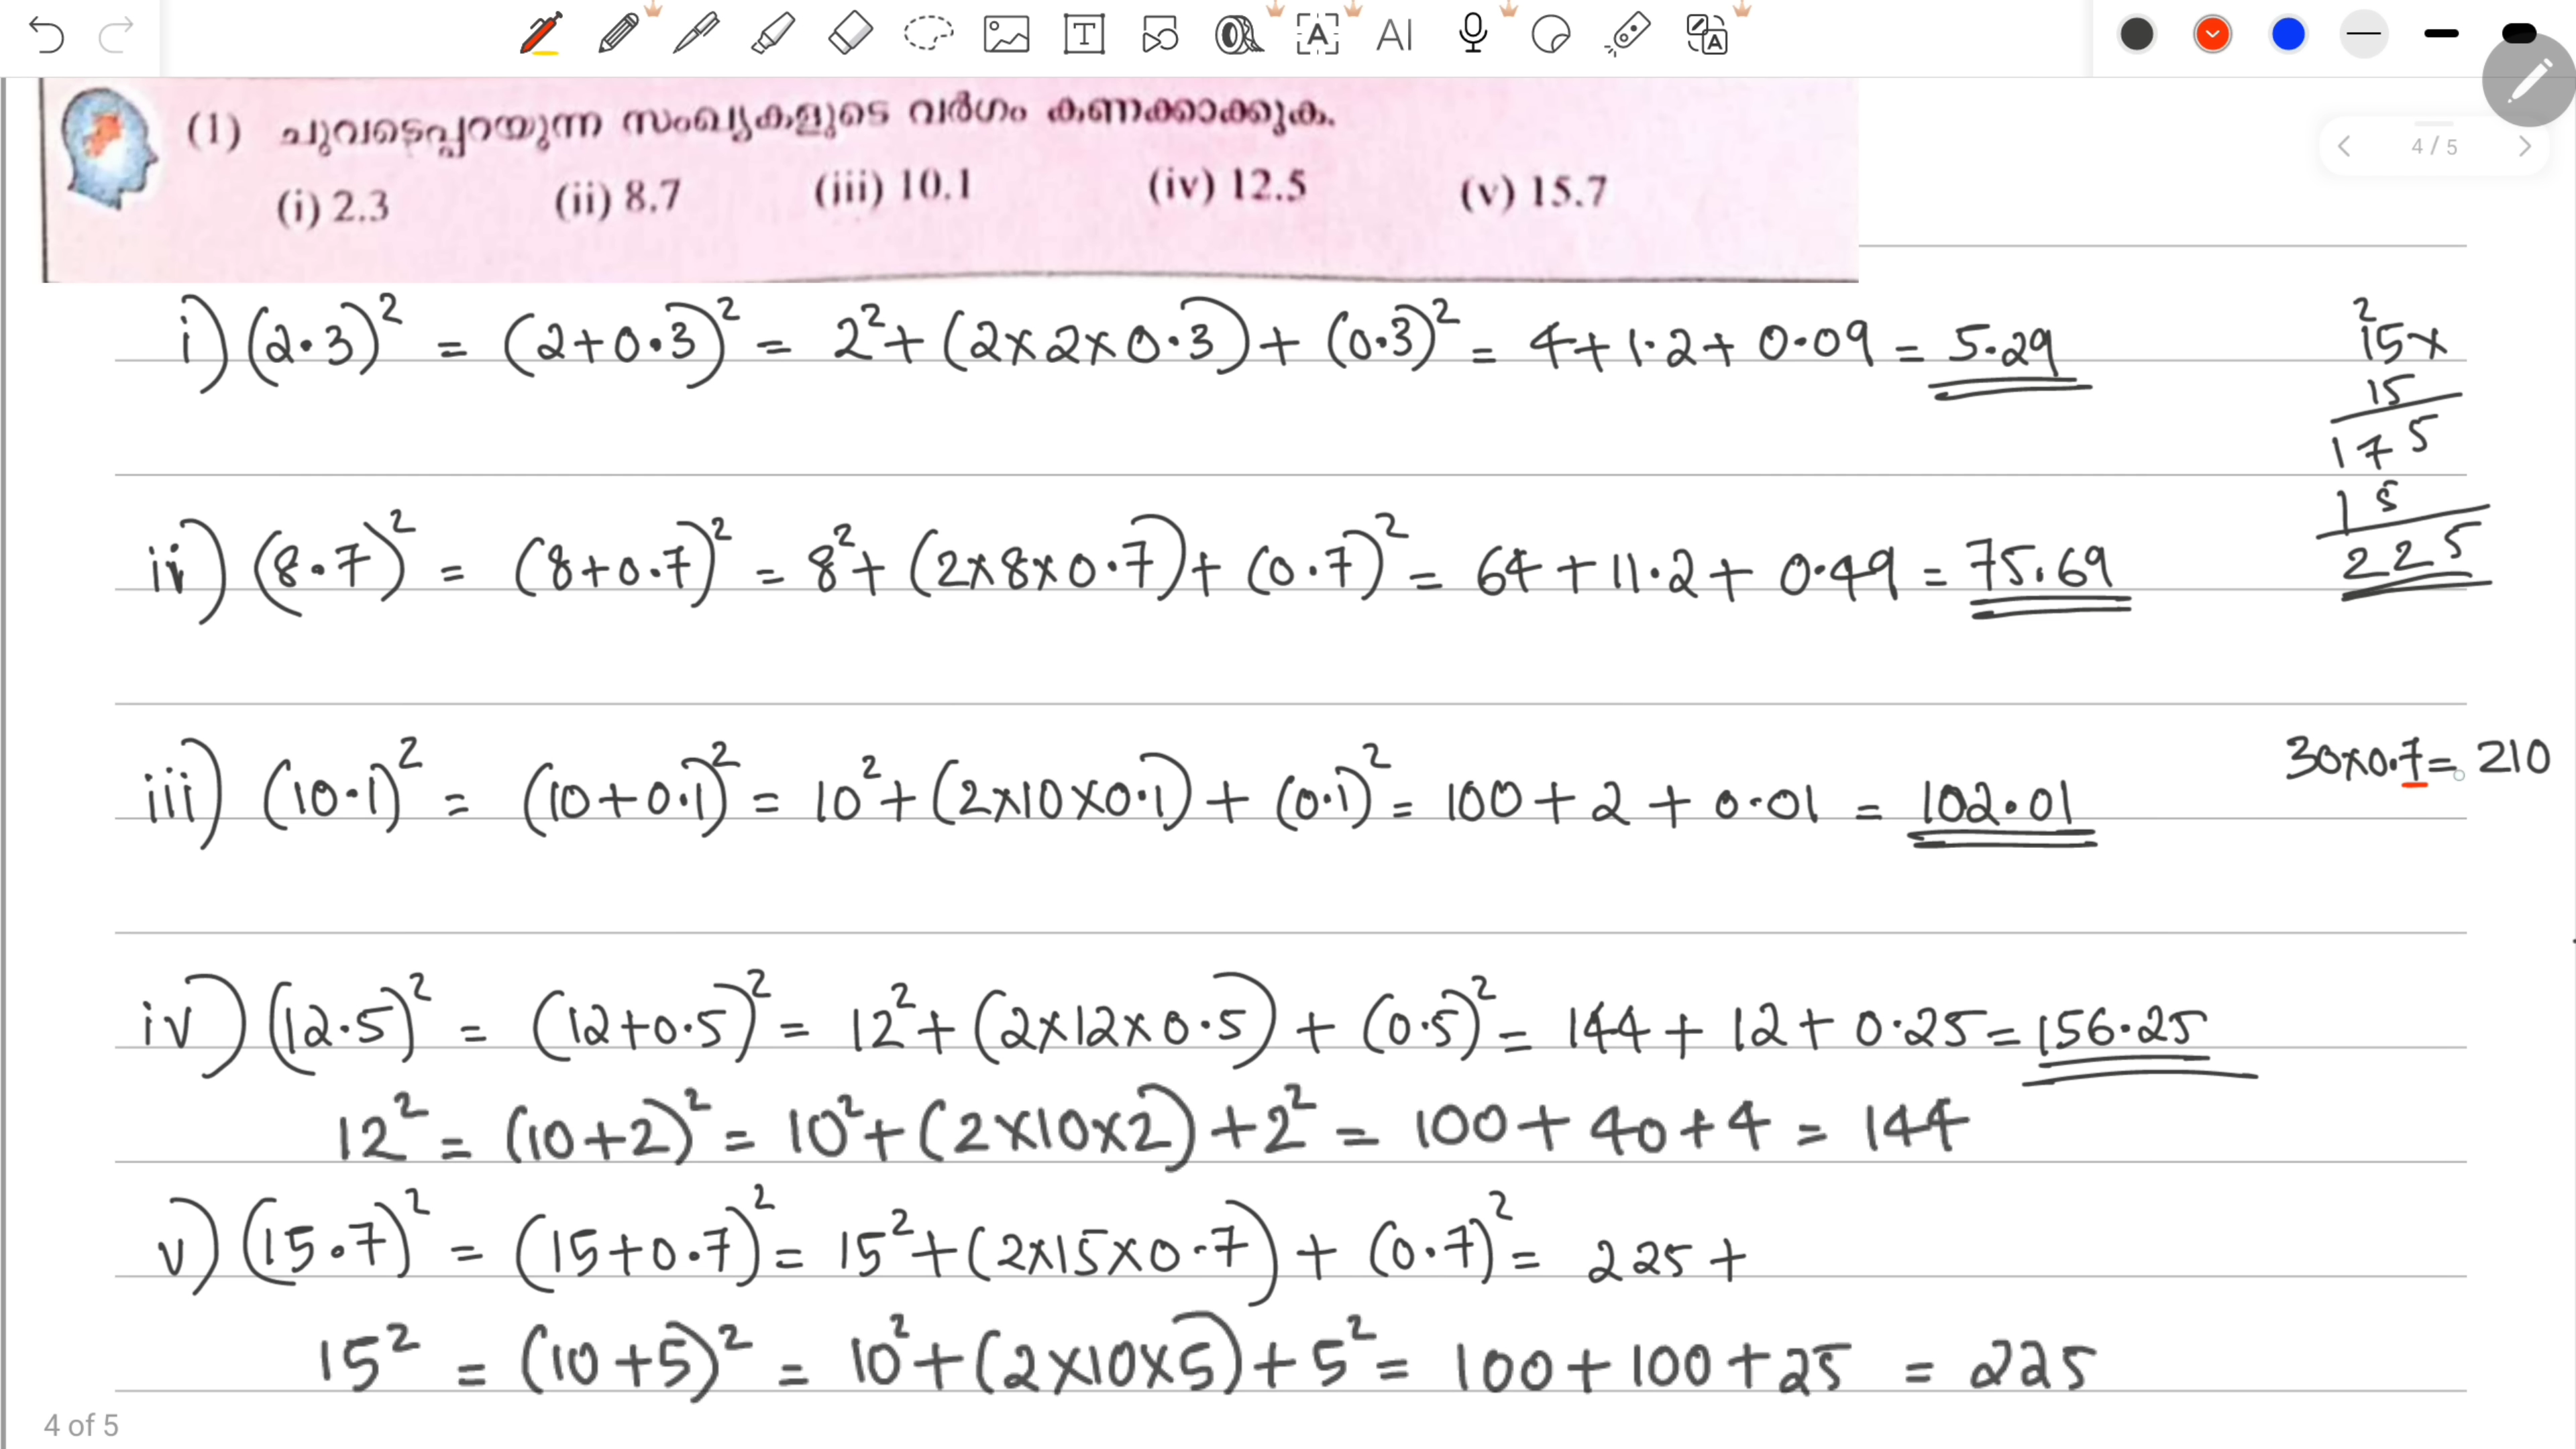 4 / 5
(1) ചുവടെപ്പറയുന്ന സംഖ്യകളുടെ വർഗം കണക്കാക്കുക.
(i) 2.3 (ii) 8.7 (iii) 10.1 (iv) 12.5 (v) 15.7
i) (2.3)² = (2+0.3)² = 2² + (2×2×0.3) + (0.3)² = 4+1.2+0.09 = 5.29
2
15×
15
175
15
225
ii) (8.7)² = (8+0.7)² = 8² + (2×8×0.7) + (0.7)² = 64+11.2+0.49 = 75.69
30×0.7= 210
iii) (10.1)² = (10+0.1)² = 10² + (2×10×0.1) + (0.1)² = 100+2+0.01 = 102.01
iv) (12.5)² = (12+0.5)² = 12² + (2×12×0.5) + (0.5)² = 144+12+0.25 = 156.25
12² = (10+2)² = 10² + (2×10×2) + 2² = 100+40+4 = 144
v) (15.7)² = (15+0.7)² = 15² + (2×15×0.7) + (0.7)² = 225+
15² = (10+5)² = 10² + (2×10×5) + 5² = 100+100+25 = 225
4 of 5